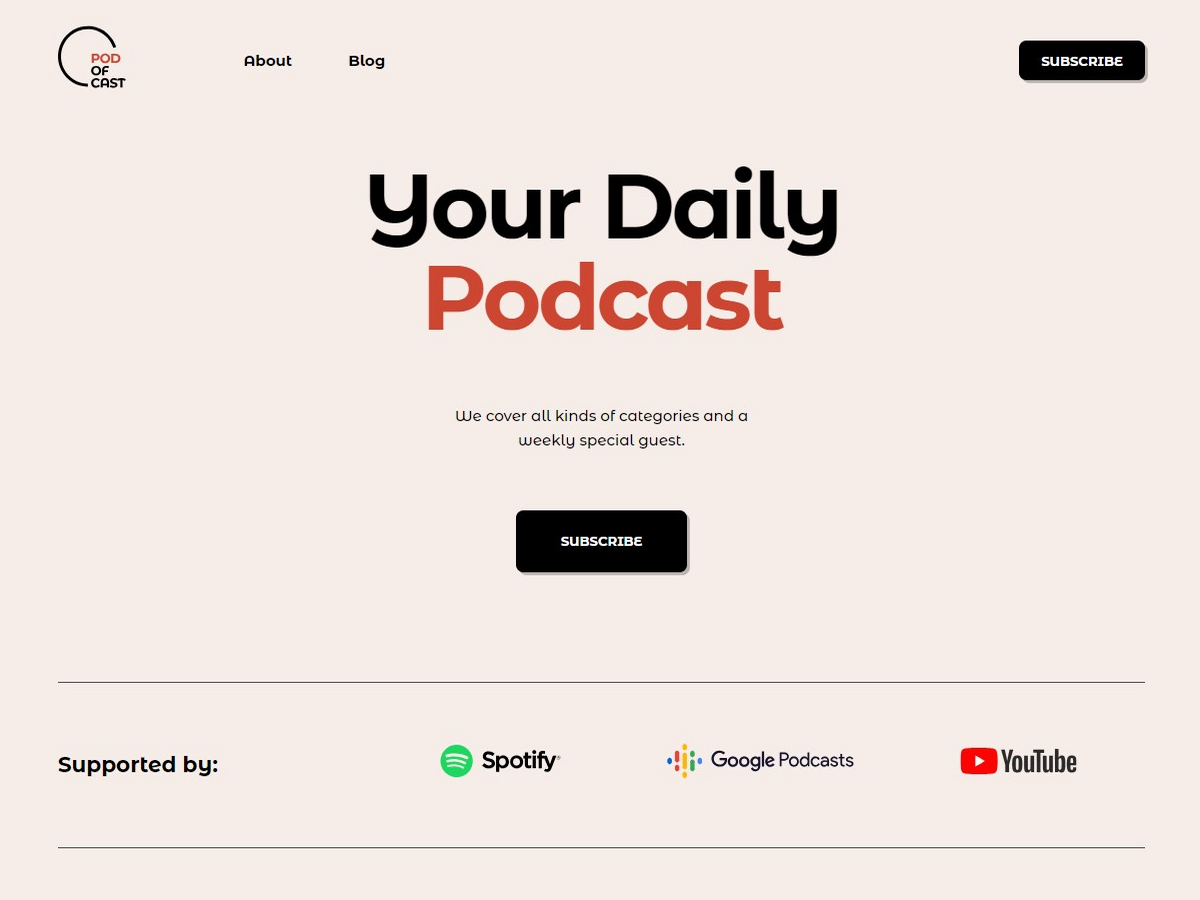 POD
OF
CAST
About
Blog
SUBSCRIBE
Your Daily
Podcast
We cover all kinds of categories and a
weekly special guest.
SUBSCRIBE
Supported by:
Spotify®
Google Podcasts
YouTube